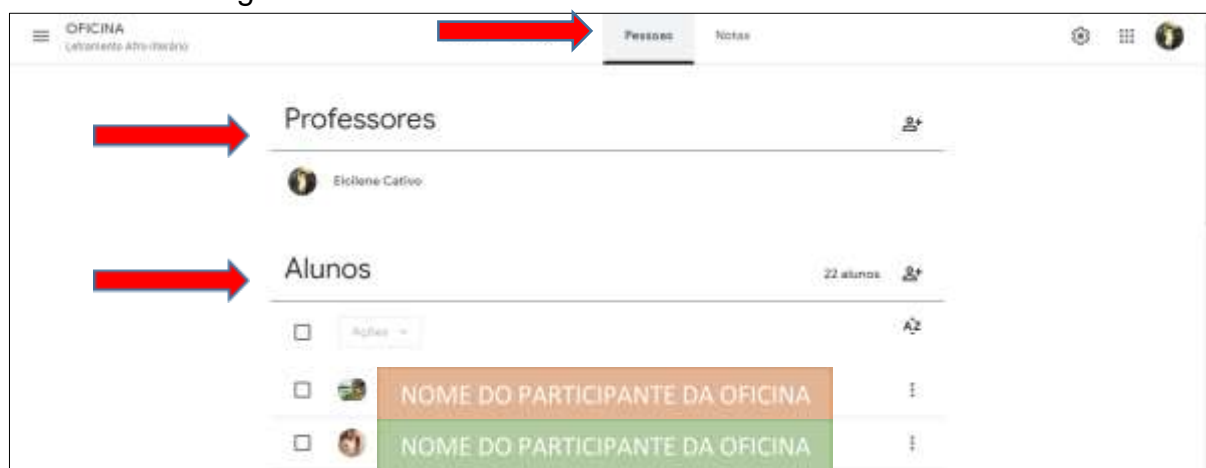 OFICINA
Letramento Afro-literário
Pessoas
Notas
Professores
Elcilene Cativo
Alunos
22 alunos
Ações
AZ
NOME DO PARTICIPANTE DA OFICINA
NOME DO PARTICIPANTE DA OFICINA